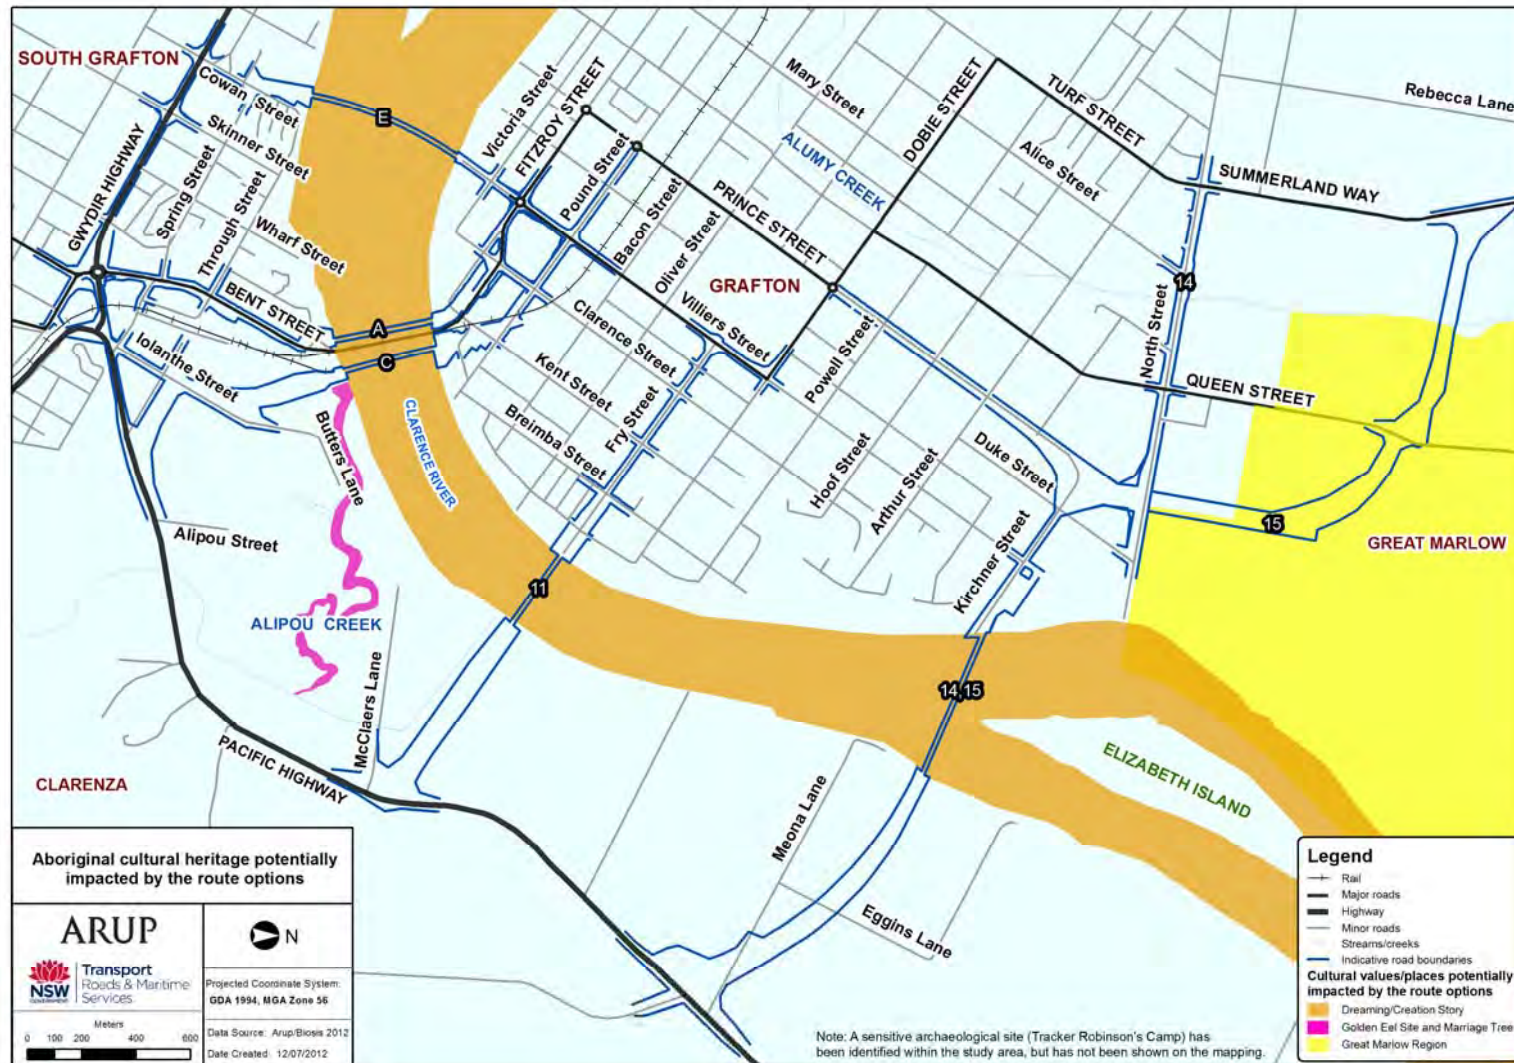 SOUTH GRAFTON
Cowan Street
Skinner Street
GWYDIR HIGHWAY
Spring Street
Through Street
Wharf Street
BENT STREET
Iolanthe Street
Butters Lane
Alipou Street
ALIPOU CREEK
McClaers Lane
PACIFIC HIGHWAY
CLARENZA
E
A
C
CLARENCE RIVER
11
14,15
Victoria Street
FITZROY STREET
Pound Street
Bacon Street
Oliver Street
PRINCE STREET
GRAFTON
Villiers Street
Clarence Street
Kent Street
Breimba Street
Fry Street
Mary Street
ALUMY CREEK
DOBIE STREET
TURF STREET
Alice Street
Rebecca Lane
SUMMERLAND WAY
14
North Street
QUEEN STREET
Powell Street
Hoof Street
Arthur Street
Duke Street
Kirchner Street
15
GREAT MARLOW
ELIZABETH ISLAND
Meona Lane
Eggins Lane
Aboriginal cultural heritage potentially
impacted by the route options
ARUP
N
NSW
GOVERNMENT
Transport
Roads & Maritime
Services
Projected Coordinate System:
GDA 1994, MGA Zone 56
Meters
0 100 200 400 600
Data Source: Arup/Biosis 2012
Date Created: 12/07/2012
Note: A sensitive archaeological site (Tracker Robinson's Camp) has
been identified within the study area, but has not been shown on the mapping.
Legend
Rail
Major roads
Highway
Minor roads
Streams/creeks
Indicative road boundaries
Cultural values/places potentially
impacted by the route options
Dreaming/Creation Story
Golden Eel Site and Marriage Tree
Great Marlow Region